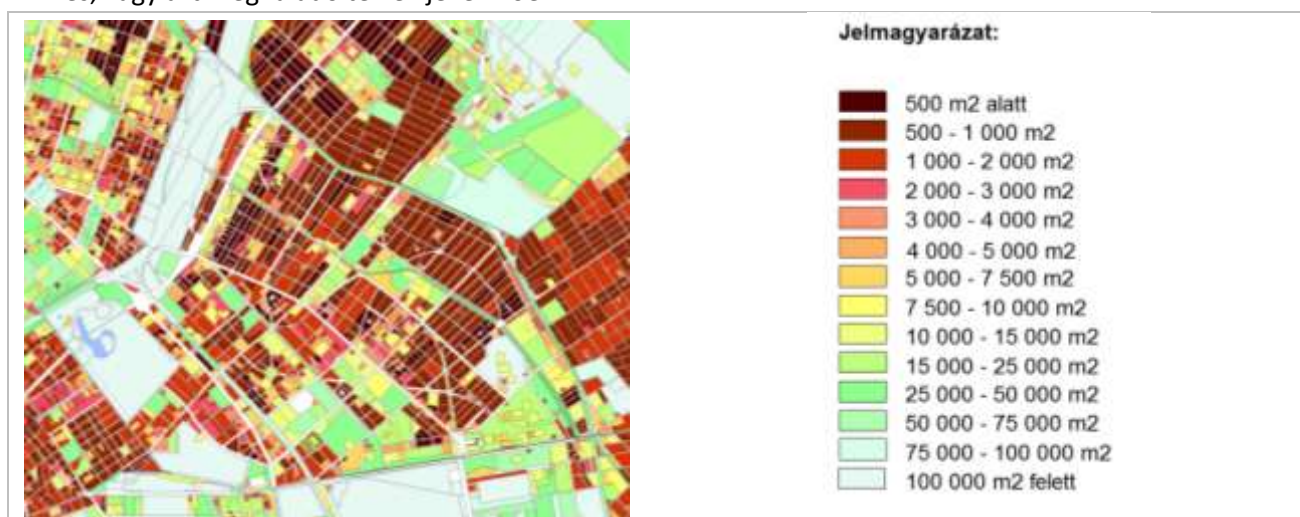 Jelmagyarázat:
500 m2 alatt
500 - 1 000 m2
1 000 - 2 000 m2
2 000 - 3 000 m2
3 000 - 4 000 m2
4 000 - 5 000 m2
5 000 - 7 500 m2
7 500 - 10 000 m2
10 000 - 15 000 m2
15 000 - 25 000 m2
25 000 - 50 000 m2
50 000 - 75 000 m2
75 000 - 100 000 m2
100 000 m2 felett